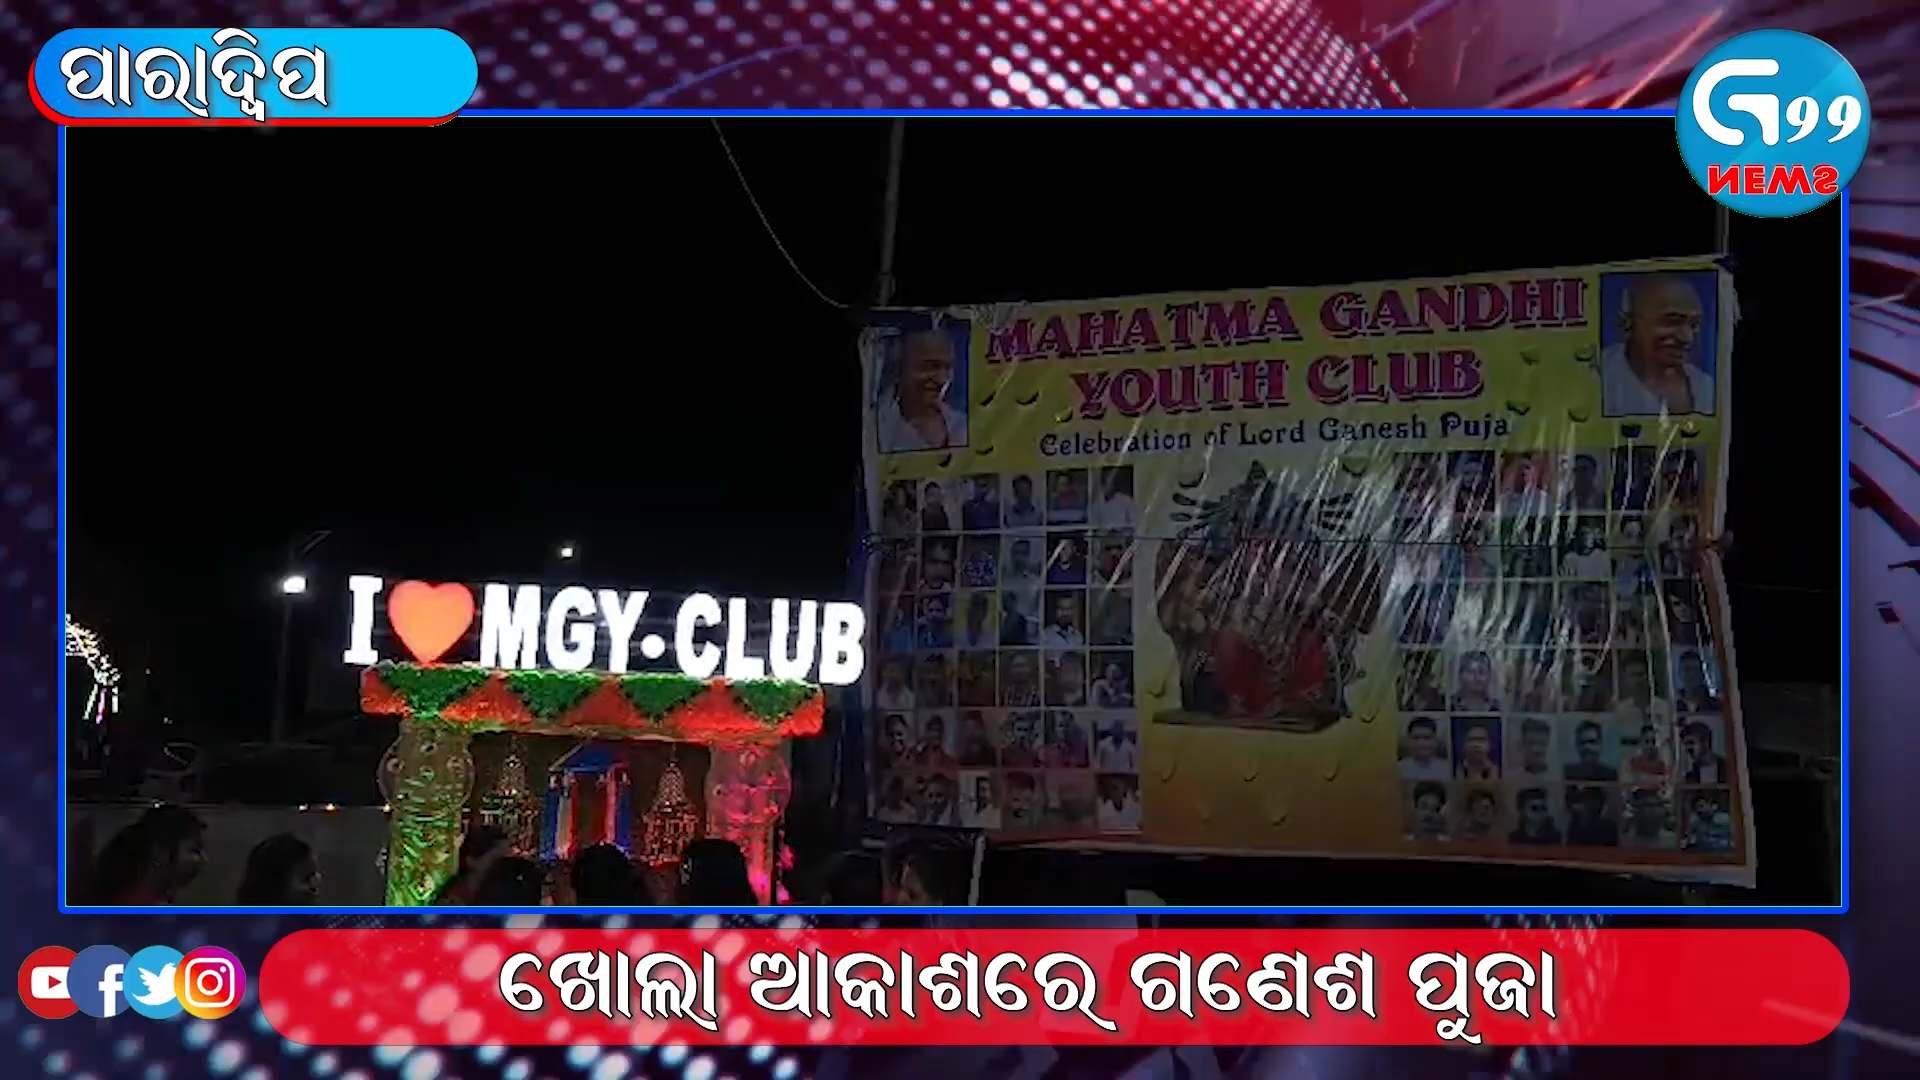 ପାରାଦ୍ୱିପ
G99
NEWS
MAHATMA GANDHI
YOUTH CLUB
Celebration of Lord Ganesh Puja
I ❤ MGY.CLUB
ଖୋଲା ଆକାଶରେ ଗଣେଶ ପୁଜା